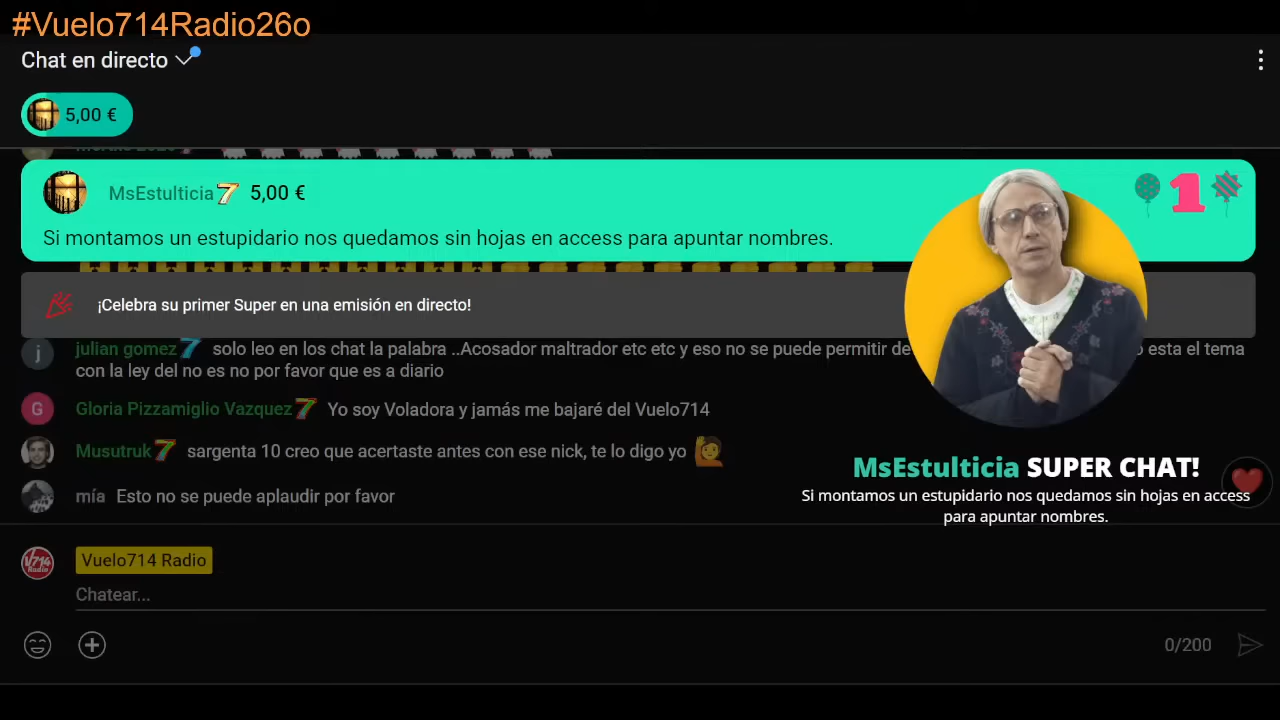 #Vuelo714Radio26o
Chat en directo
5,00 €
MsEstulticia 7 5,00 €
1
Si montamos un estupidario nos quedamos sin hojas en access para apuntar nombres.
¡Celebra su primer Super en una emisión en directo!
j julian gomez 7 solo leo en los chat la palabra ..Acosador maltrador etc etc y eso no se puede permitir de esta el tema
con la ley del no es no por favor que es a diario
G Gloria Pizzamiglio Vazquez 7 Yo soy Voladora y jamás me bajaré del Vuelo714
Musutruk 7 sargenta 10 creo que acertaste antes con ese nick, te lo digo yo
mía Esto no se puede aplaudir por favor
MsEstulticia SUPER CHAT!
Si montamos un estupidario nos quedamos sin hojas en access
para apuntar nombres.
V714 Radio Vuelo714 Radio
Chatear...
0/200